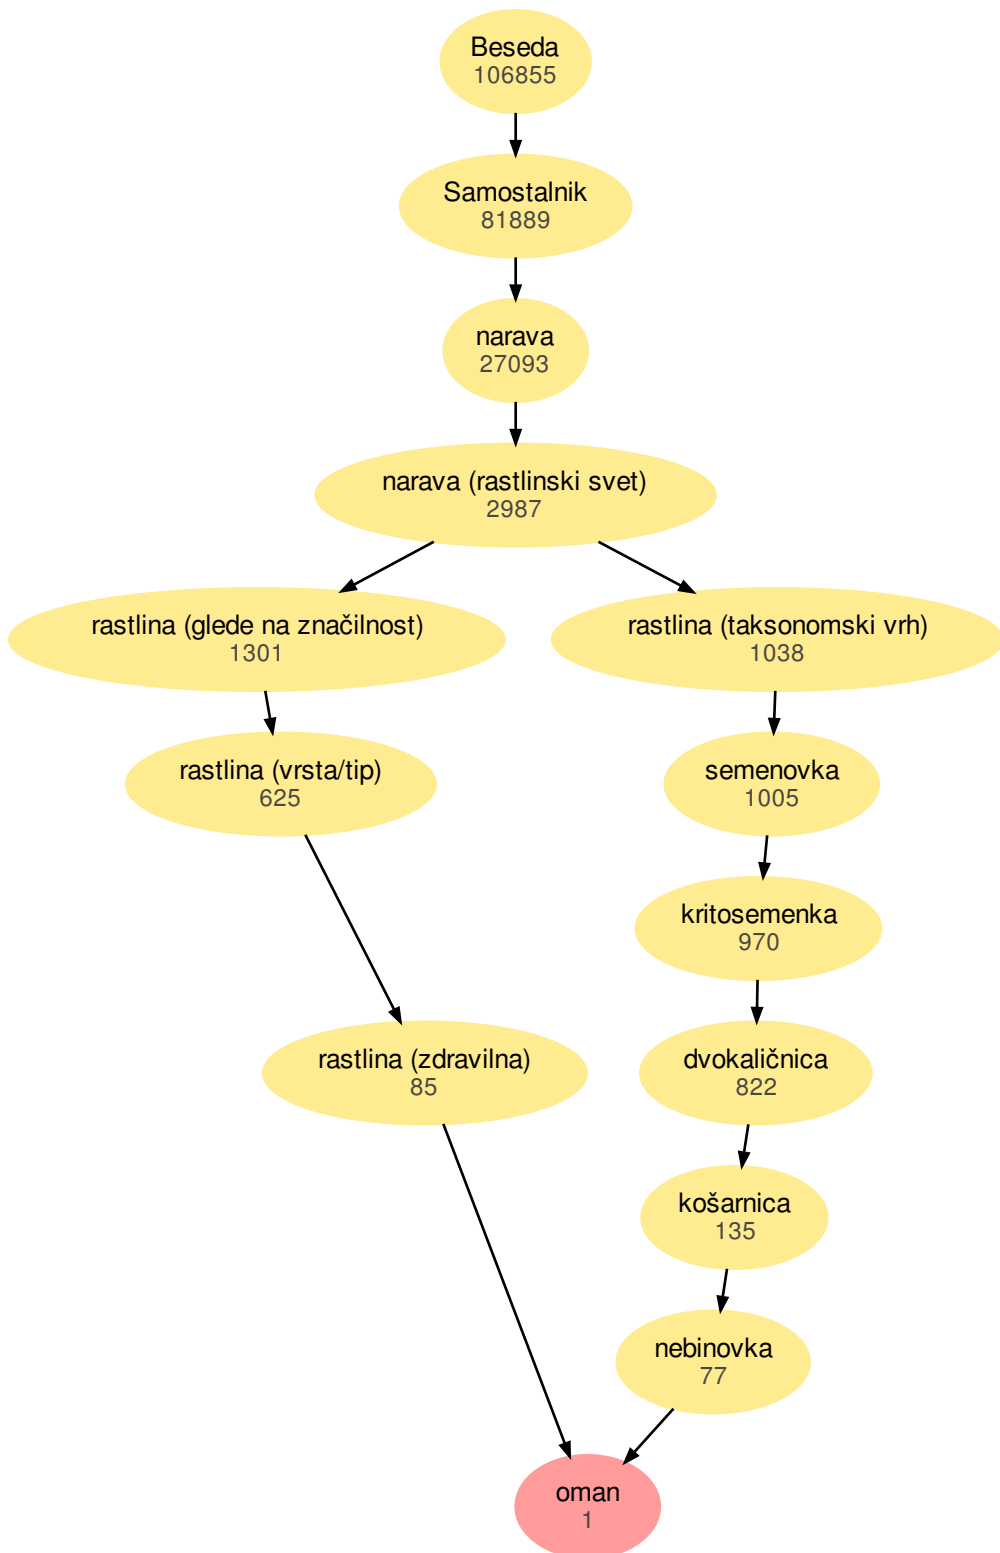 Beseda
106855
Samostalnik
81889
narava
27093
narava (rastlinski svet)
2987
rastlina (glede na značilnost)
1301
rastlina (taksonomski vrh)
1038
rastlina (vrsta/tip)
625
semenovka
1005
kritosemenka
970
rastlina (zdravilna)
85
dvokaličnica
822
košarnica
135
nebinovka
77
oman
1